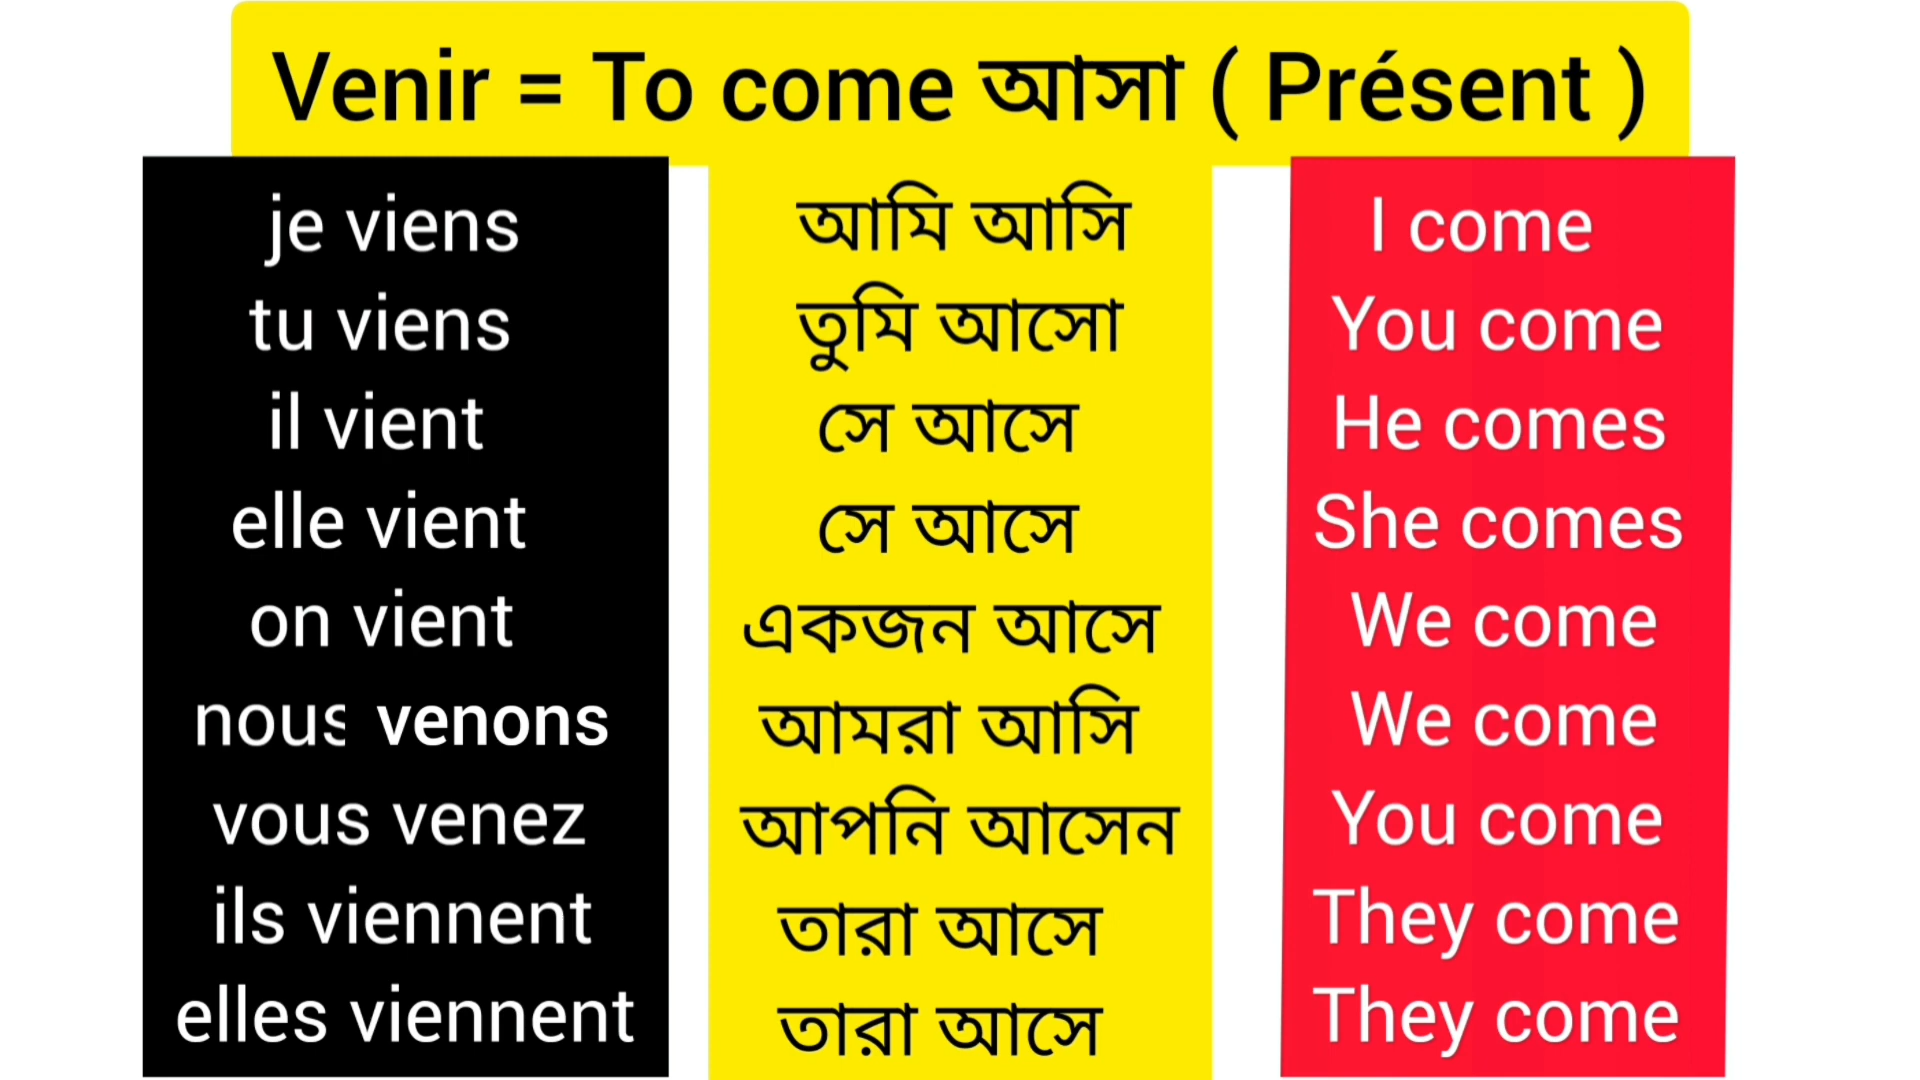 Venir = To come আসা ( Présent )
je viens
tu viens
il vient
elle vient
on vient
nous venons
vous venez
ils viennent
elles viennent
আমি আসি
তুমি আসো
সে আসে
সে আসে
একজন আসে
আমরা আসি
আপনি আসেন
তারা আসে
তারা আসে
I come
You come
He comes
She comes
We come
We come
You come
They come
They come